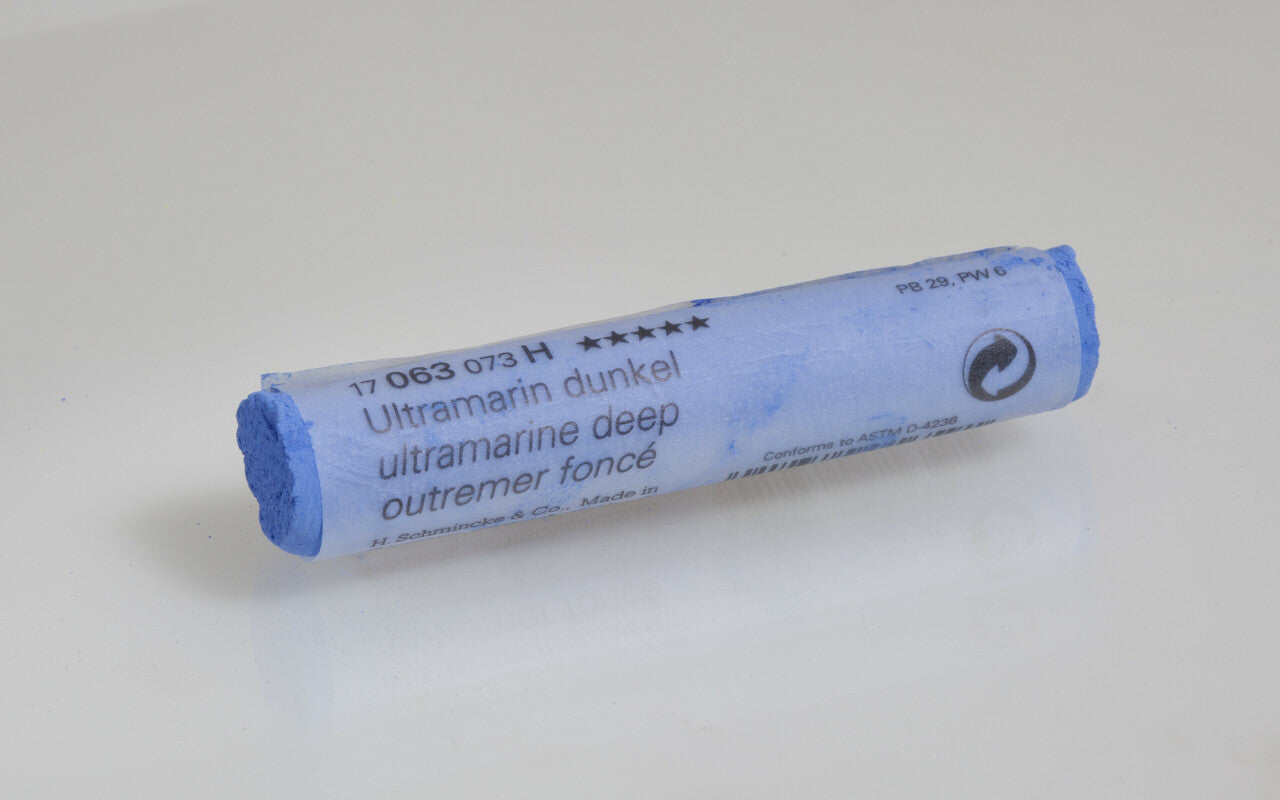 17 063 073 H ★★★★★
Ultramarin dunkel
ultramarine deep
outremer foncé
H. Schmincke & Co., Made in
PB 29, PW 6
Conforms to ASTM D-4236